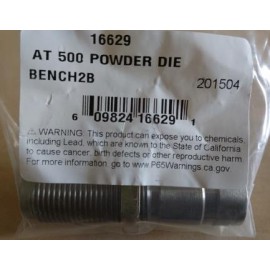 16629
AT 500 POWDER DIE
BENCH2B
201504
6 09824 16629 1
⚠ WARNING: This product can expose you to chemicals,
including Lead, which are known to the State of California
to cause cancer, birth defects or other reproductive harm.
For more information, go to www.P65Warnings.ca.gov